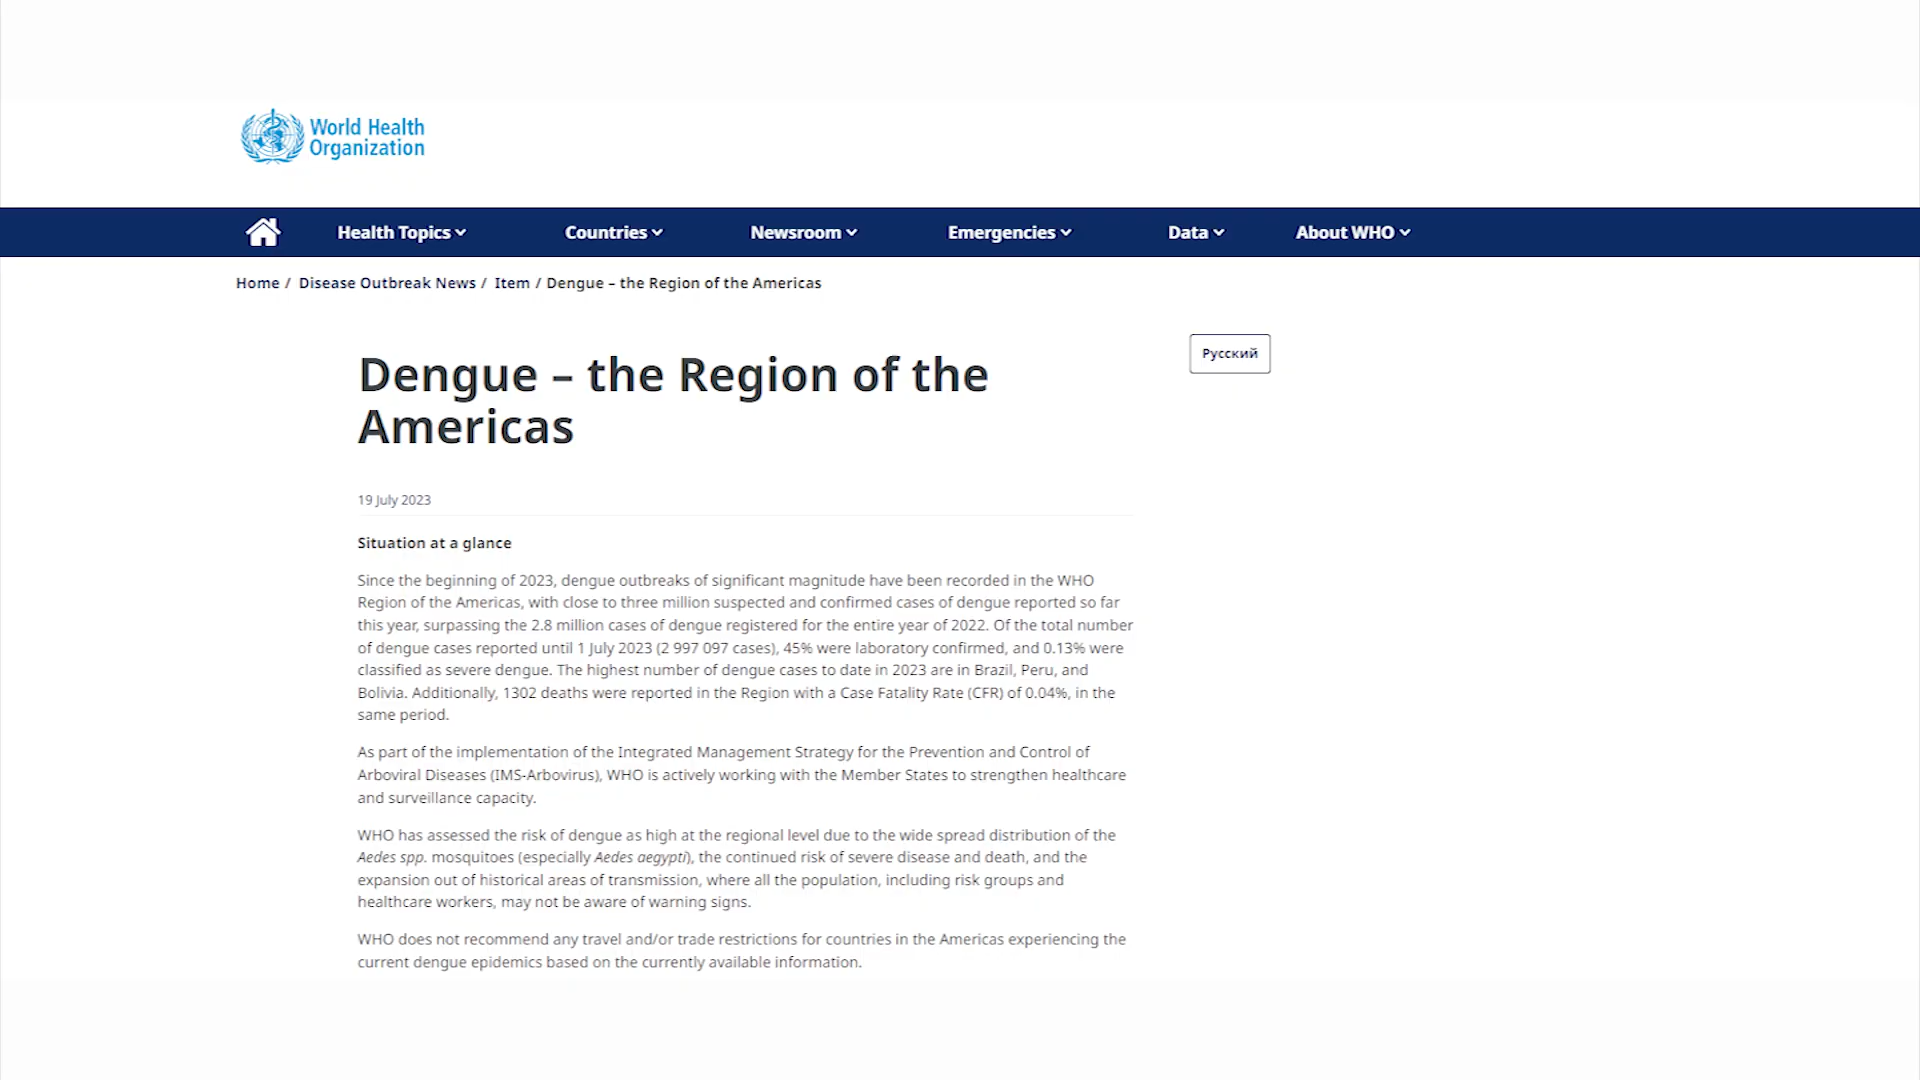 World Health
Organization
Health Topics
Countries
Newsroom
Emergencies
Data
About WHO
Home / Disease Outbreak News / Item / Dengue – the Region of the Americas
Dengue – the Region of the
Americas
Русский
19 July 2023
Situation at a glance
Since the beginning of 2023, dengue outbreaks of significant magnitude have been recorded in the WHO
Region of the Americas, with close to three million suspected and confirmed cases of dengue reported so far
this year, surpassing the 2.8 million cases of dengue registered for the entire year of 2022. Of the total number
of dengue cases reported until 1 July 2023 (2 997 097 cases), 45% were laboratory confirmed, and 0.13% were
classified as severe dengue. The highest number of dengue cases to date in 2023 are in Brazil, Peru, and
Bolivia. Additionally, 1302 deaths were reported in the Region with a Case Fatality Rate (CFR) of 0.04%, in the
same period.
As part of the implementation of the Integrated Management Strategy for the Prevention and Control of
Arboviral Diseases (IMS-Arbovirus), WHO is actively working with the Member States to strengthen healthcare
and surveillance capacity.
WHO has assessed the risk of dengue as high at the regional level due to the wide spread distribution of the
Aedes spp. mosquitoes (especially Aedes aegypti), the continued risk of severe disease and death, and the
expansion out of historical areas of transmission, where all the population, including risk groups and
healthcare workers, may not be aware of warning signs.
WHO does not recommend any travel and/or trade restrictions for countries in the Americas experiencing the
current dengue epidemics based on the currently available information.